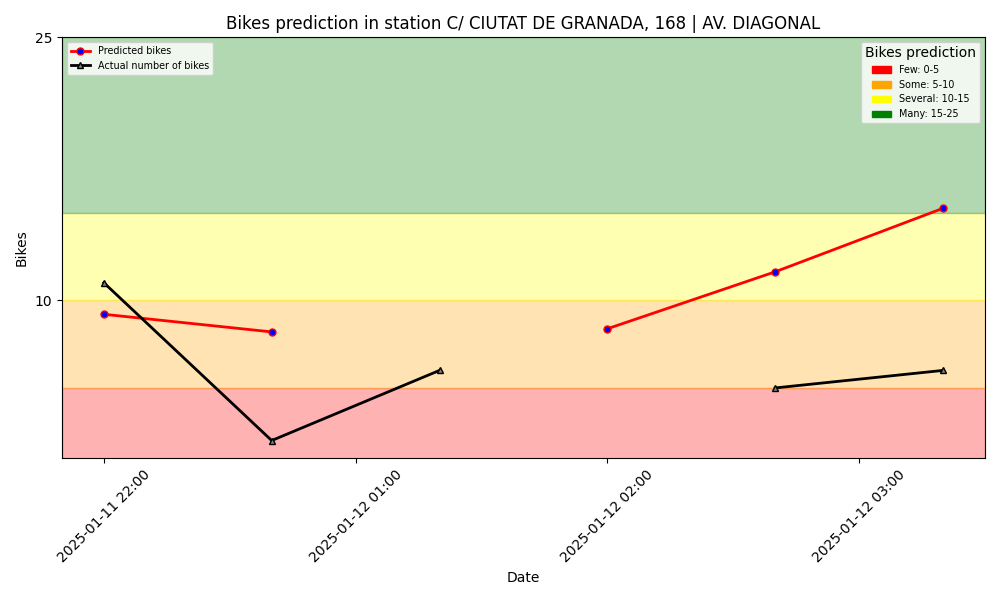 Bikes prediction in station C/ CIUTAT DE GRANADA, 168 | AV. DIAGONAL
25
Predicted bikes
Actual number of bikes
Bikes prediction
Few: 0-5
Some: 5-10
Several: 10-15
Many: 15-25
Bikes
10
2025-01-11 22:00
2025-01-12 01:00
2025-01-12 02:00
2025-01-12 03:00
Date